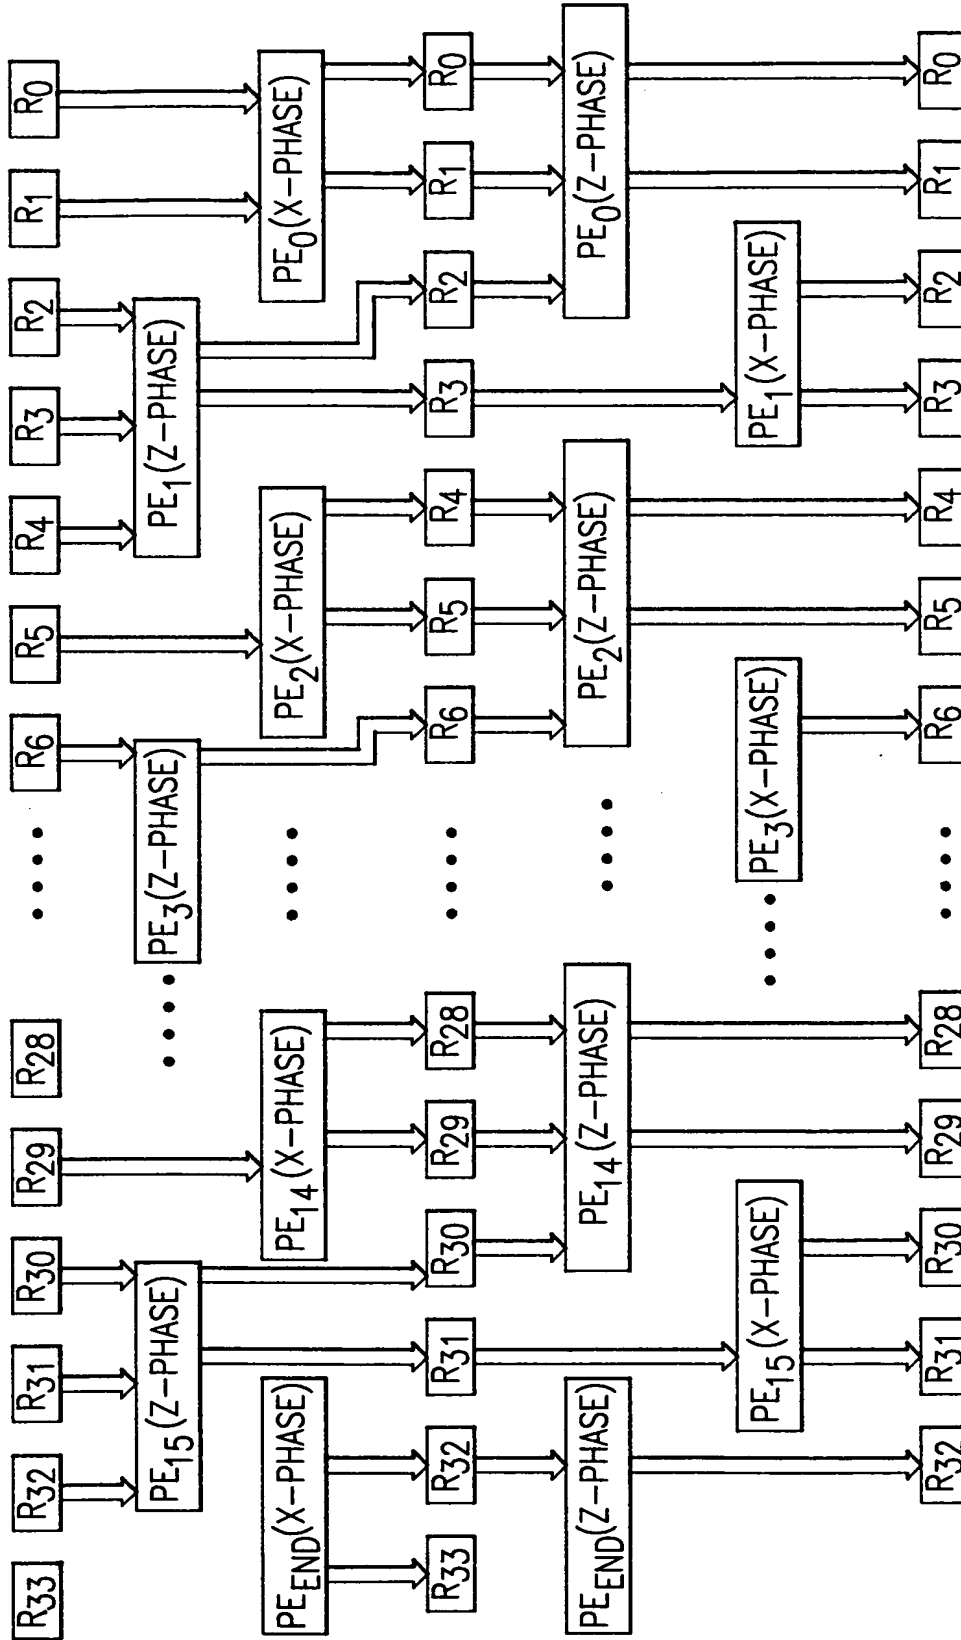 R33 R32 R31 R30 R29 R28 .... R6 R5 R4 R3 R2 R1 R0
PE15(Z-PHASE) .... PE3(Z-PHASE) PE1(Z-PHASE)
PEEND(X-PHASE) PE14(X-PHASE) .... PE2(X-PHASE) PE0(X-PHASE)
R33 R32 R31 R30 R29 R28 .... R6 R5 R4 R3 R2 R1 R0
PEEND(Z-PHASE) PE14(Z-PHASE) .... PE2(Z-PHASE) PE0(Z-PHASE)
PE15(X-PHASE) .... PE3(X-PHASE) PE1(X-PHASE)
R32 R31 R30 R29 R28 .... R6 R5 R4 R3 R2 R1 R0